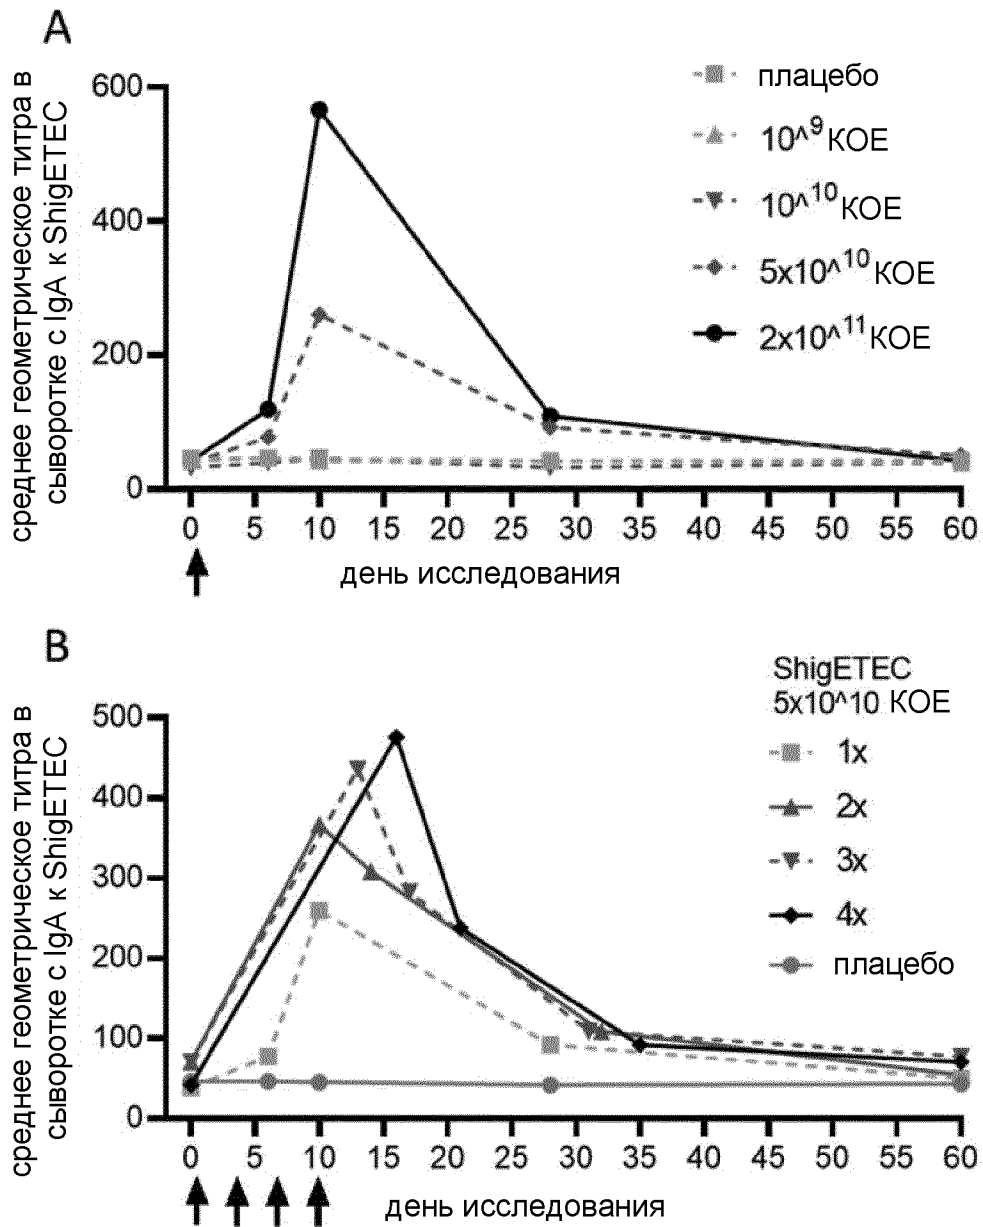 A
среднее геометрическое титра в
сыворотке с IgA к ShigETEC
600
400
200
0
плацебо
10^9 КОЕ
10^10 КОЕ
5x10^10 КОЕ
2x10^11 КОЕ
0 5 10 15 20 25 30 35 40 45 50 55 60
день исследования
B
среднее геометрическое титра в
сыворотке с IgA к ShigETEC
500
400
300
200
100
0
ShigETEC
5x10^10 КОЕ
1x
2x
3x
4x
плацебо
0 5 10 15 20 25 30 35 40 45 50 55 60
день исследования